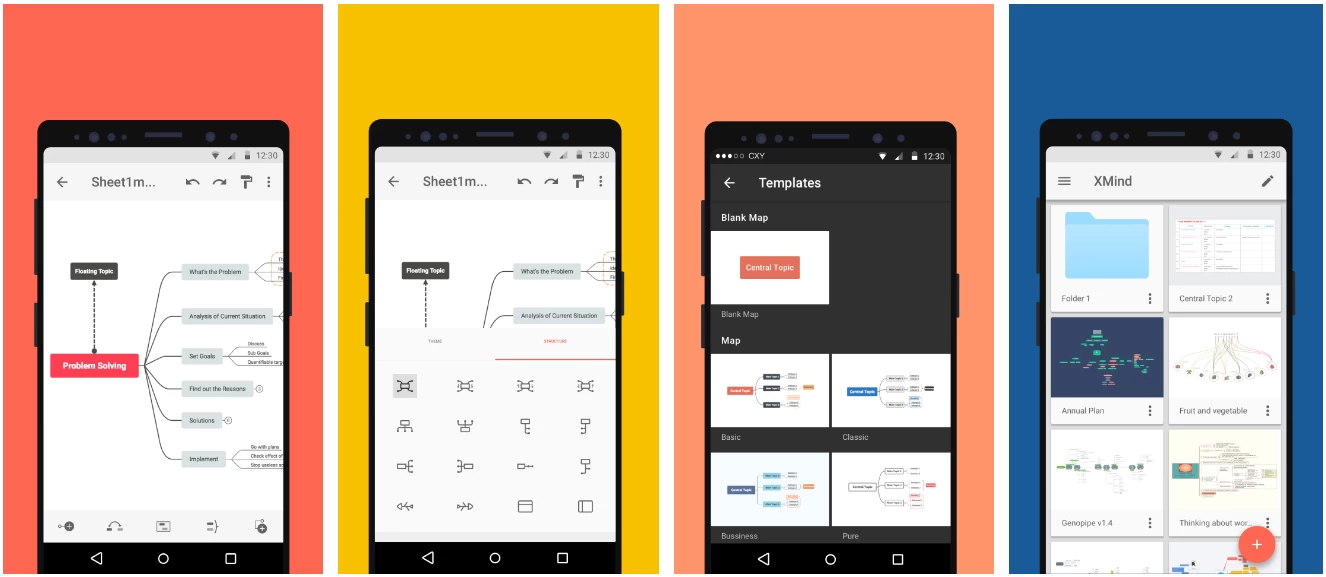 12:30
Sheet1m...
Floating Topic
What's the Problem
Analysis of Current Situation
Problem Solving
Set Goals
Discuss
Sub Goals
Quantifiable targ
Find out the Reasons
5
Solutions
6
Implement
Go with plans
Check effect of
Stop useless ac
12:30
Sheet1m...
Floating Topic
What's the Problem
Analysis of Current Situation
THEME
STRUCTURE
CXY
12:30
Templates
Blank Map
Central Topic
Blank Map
Map
Central Topic
Central Topic
Basic
Classic
Central Topic
Central Topic
Bussiness
Pure
12:30
XMind
Folder 1
Central Topic 2
Annual Plan
Fruit and vegetable
Genopipe v1.4
Thinking about wor...